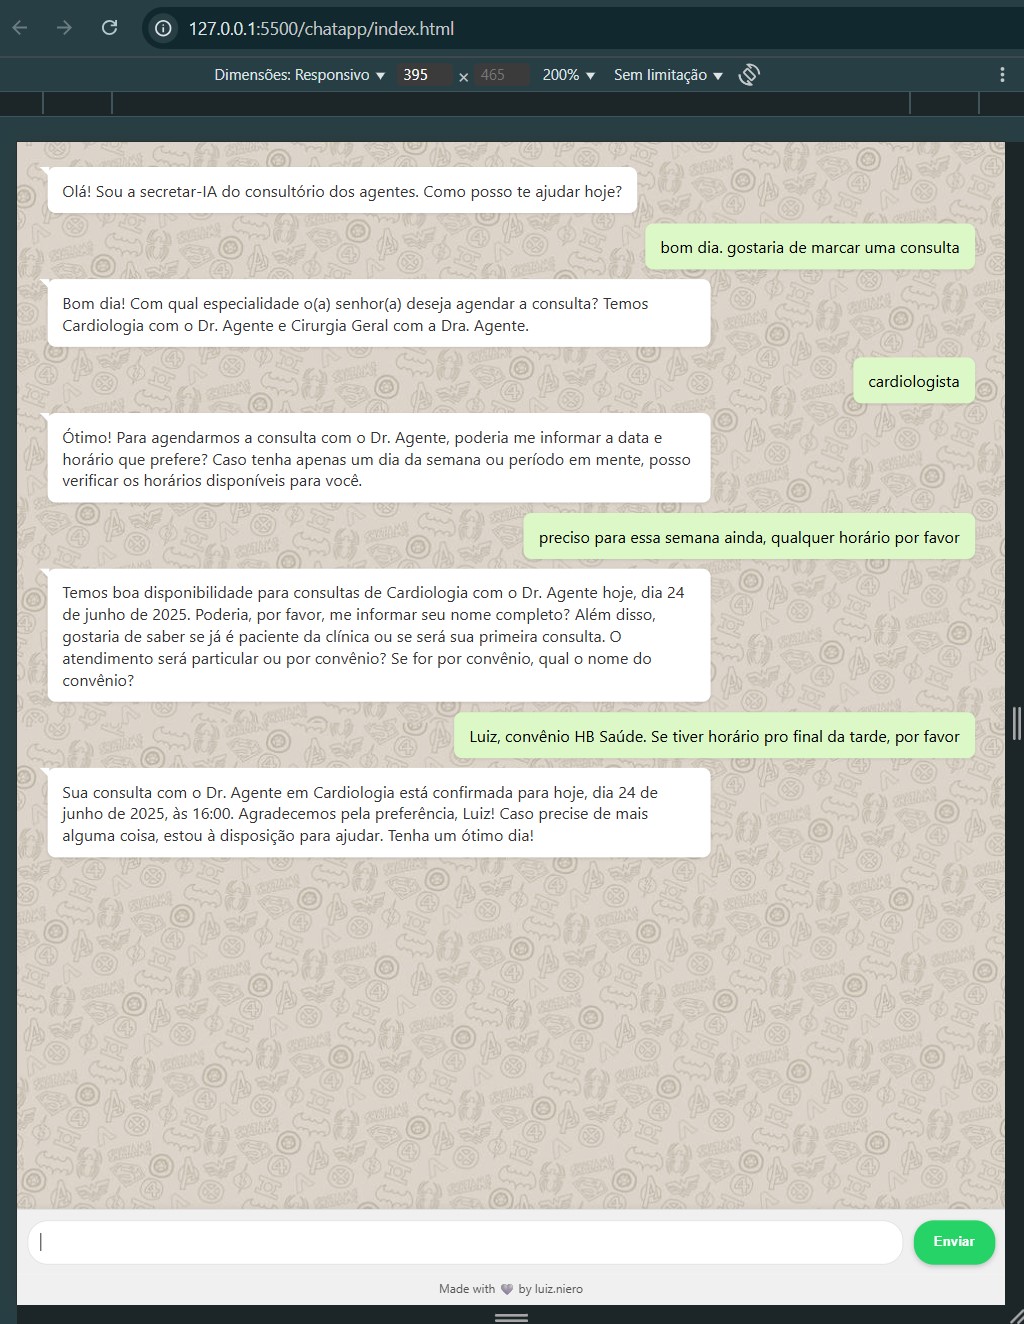 127.0.0.1:5500/chatapp/index.html
Dimensões: Responsivo ▼ 395 × 465 200% ▼ Sem limitação ▼
Olá! Sou a secretar-IA do consultório dos agentes. Como posso te ajudar hoje?
bom dia. gostaria de marcar uma consulta
Bom dia! Com qual especialidade o(a) senhor(a) deseja agendar a consulta? Temos
Cardiologia com o Dr. Agente e Cirurgia Geral com a Dra. Agente.
cardiologista
Ótimo! Para agendarmos a consulta com o Dr. Agente, poderia me informar a data e
horário que prefere? Caso tenha apenas um dia da semana ou período em mente, posso
verificar os horários disponíveis para você.
preciso para essa semana ainda, qualquer horário por favor
Temos boa disponibilidade para consultas de Cardiologia com o Dr. Agente hoje, dia 24
de junho de 2025. Poderia, por favor, me informar seu nome completo? Além disso,
gostaria de saber se já é paciente da clínica ou se será sua primeira consulta. O
atendimento será particular ou por convênio? Se for por convênio, qual o nome do
convênio?
Luiz, convênio HB Saúde. Se tiver horário pro final da tarde, por favor
Sua consulta com o Dr. Agente em Cardiologia está confirmada para hoje, dia 24 de
junho de 2025, às 16:00. Agradecemos pela preferência, Luiz! Caso precise de mais
alguma coisa, estou à disposição para ajudar. Tenha um ótimo dia!
Enviar
Made with 🩶 by luiz.niero